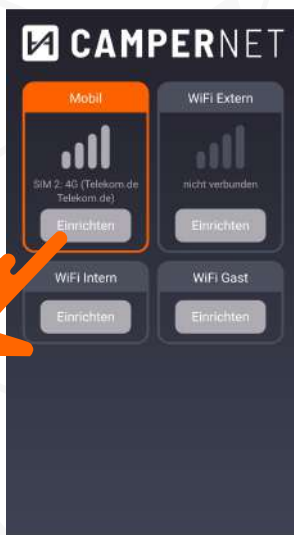 CAMPERNET
Mobil
WiFi Extern
SIM 2: 4G (Telekom.de
Telekom.de)
nicht verbunden
Einrichten
Einrichten
WiFi Intern
WiFi Gast
Einrichten
Einrichten